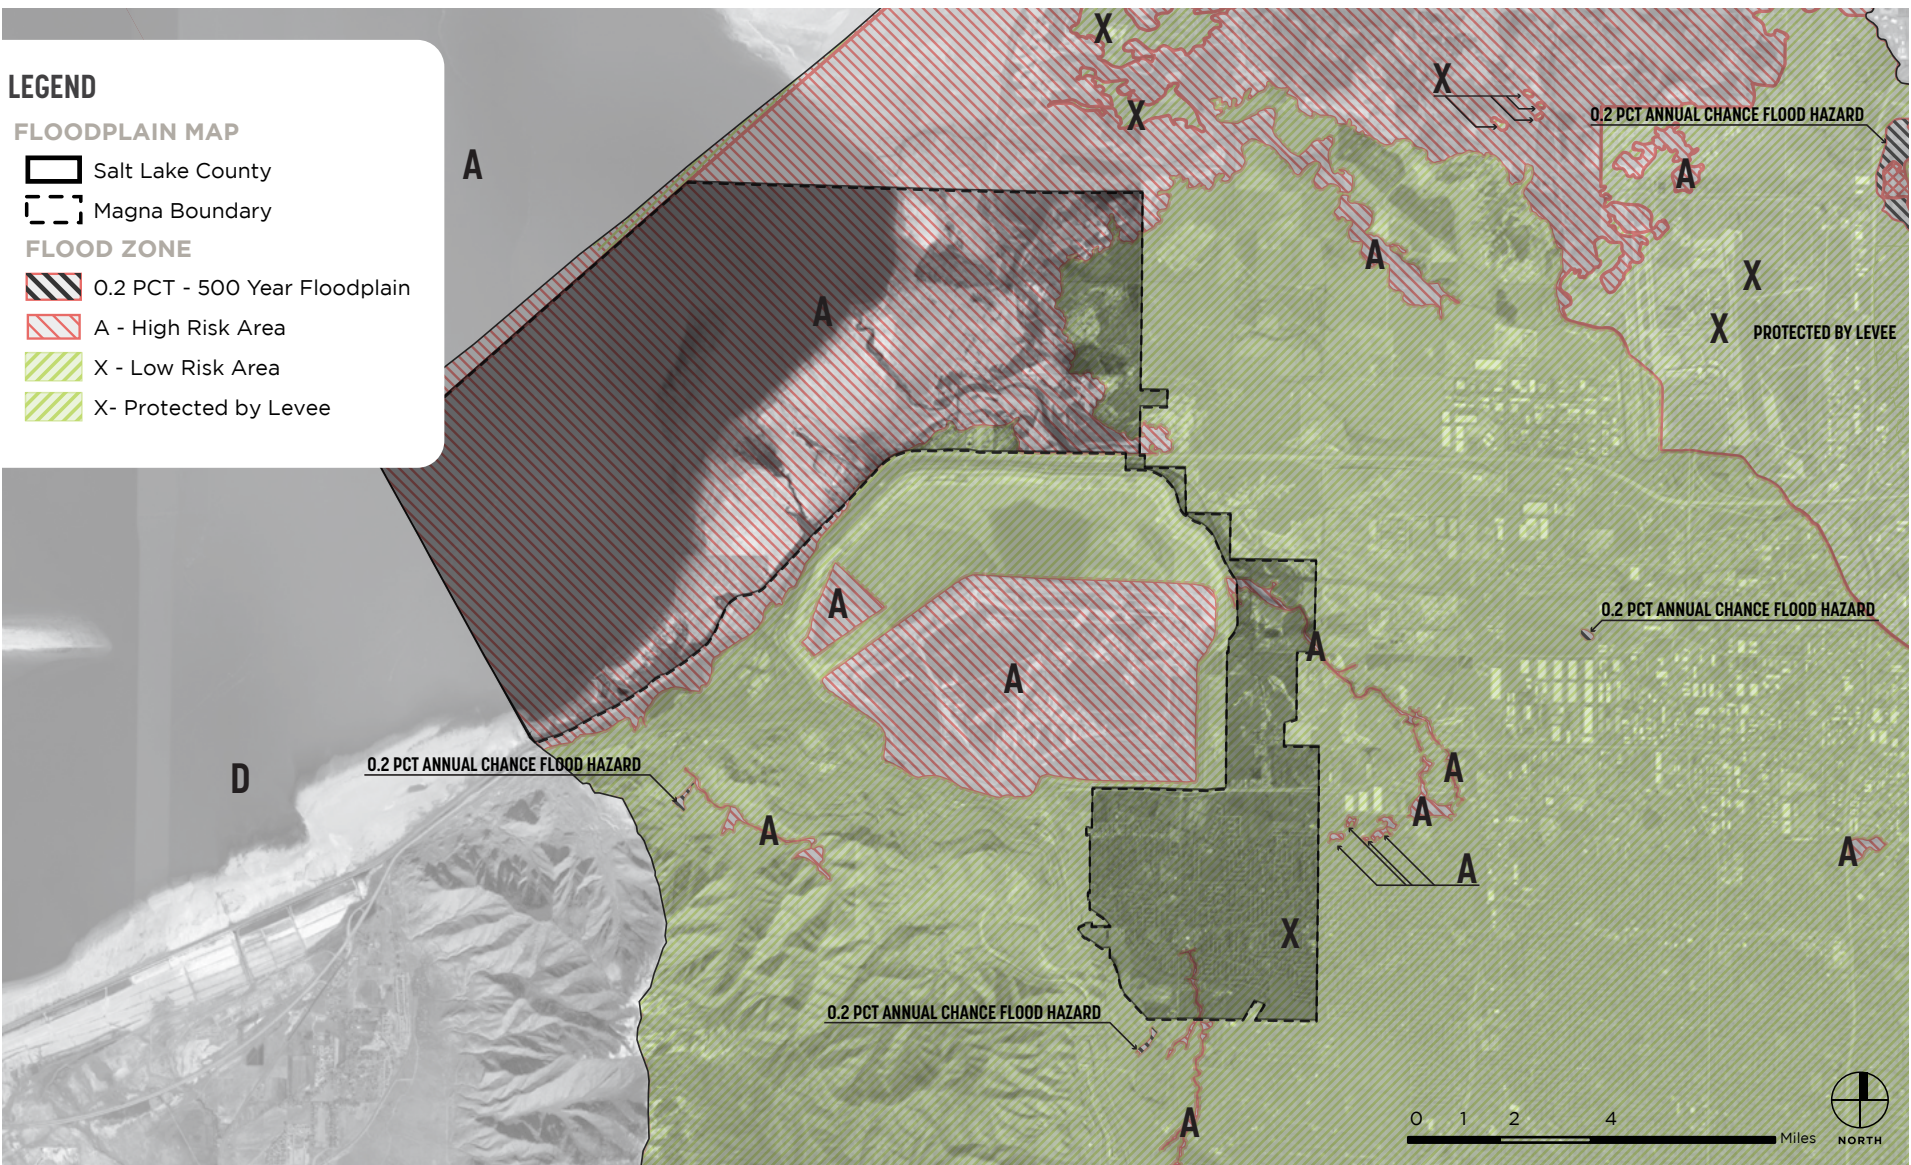 LEGEND
FLOODPLAIN MAP
Salt Lake County
Magna Boundary
FLOOD ZONE
0.2 PCT - 500 Year Floodplain
A - High Risk Area
X - Low Risk Area
X- Protected by Levee
X
X
X
0.2 PCT ANNUAL CHANCE FLOOD HAZARD
A
A
A
X
A
X PROTECTED BY LEVEE
A
A
0.2 PCT ANNUAL CHANCE FLOOD HAZARD
A
A
D
0.2 PCT ANNUAL CHANCE FLOOD HAZARD
A
A
A
A
A
X
0.2 PCT ANNUAL CHANCE FLOOD HAZARD
A
0 1 2 4
Miles
NORTH